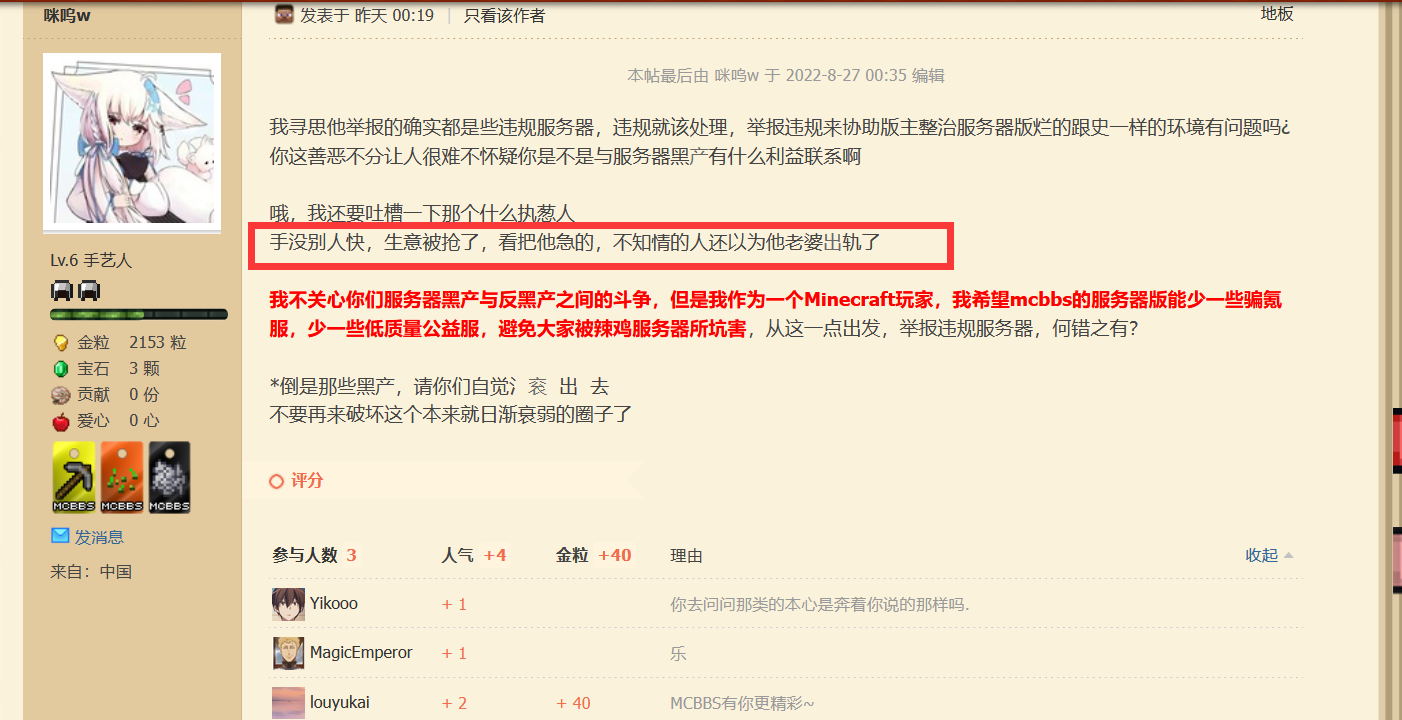 咪呜w
发表于 昨天 00:19 | 只看该作者
地板
本帖最后由 咪呜w 于 2022-8-27 00:35 编辑
我寻思他举报的确实都是些违规服务器，违规就该处理，举报违规来协助版主整治服务器版烂的跟史一样的环境有问题吗¿
你这善恶不分让人很难不怀疑你是不是与服务器黑产有什么利益联系啊
哦，我还要吐槽一下那个什么执葱人
手没别人快，生意被抢了，看把他急的，不知情的人还以为他老婆出轨了
我不关心你们服务器黑产与反黑产之间的斗争，但是我作为一个Minecraft玩家，我希望mcbbs的服务器版能少一些骗氪
服，少一些低质量公益服，避免大家被辣鸡服务器所坑害，从这一点出发，举报违规服务器，何错之有？
*倒是那些黑产，请你们自觉氵衮 出 去
不要再来破坏这个本来就日渐衰弱的圈子了
Lv.6 手艺人
金粒 2153 粒
宝石 3 颗
贡献 0 份
爱心 0 心
MCBBS MCBBS MCBBS
发消息
来自：中国
评分
参与人数 3 人气 +4 金粒 +40 理由 收起
Yikooo + 1 你去问问那类的本心是奔着你说的那样吗.
MagicEmperor + 1 乐
louyukai + 2 + 40 MCBBS有你更精彩~